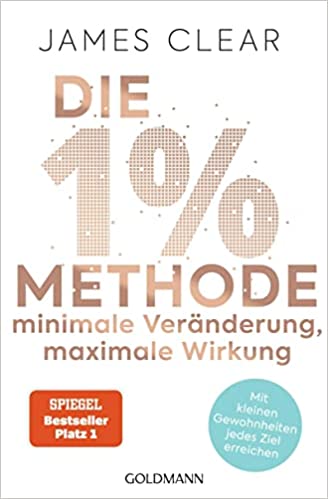 JAMES CLEAR
DIE
1%
METHODE
minimale Veränderung,
maximale Wirkung
SPIEGEL
Bestseller
Platz 1
Mit
kleinen
Gewohnheiten
jedes Ziel
erreichen
GOLDMANN